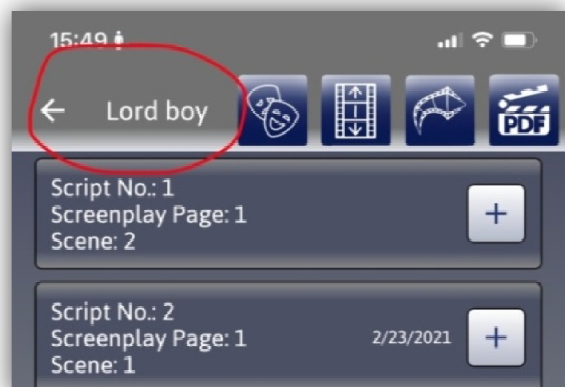 15:49
Lord boy
PDF
Script No.: 1
Screenplay Page: 1
Scene: 2
+
Script No.: 2
Screenplay Page: 1
2/23/2021
+
Scene: 1